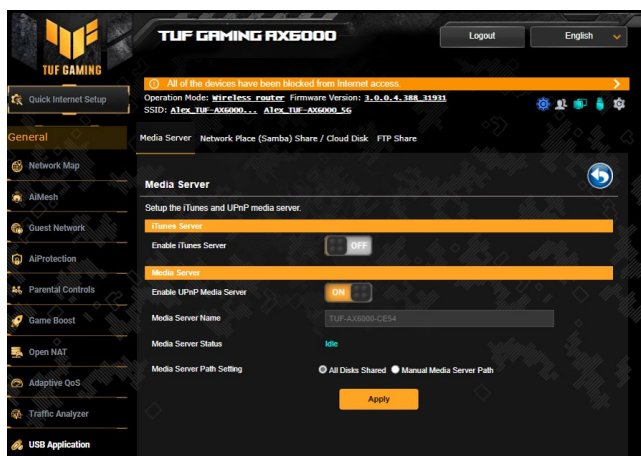 TUF GAMING AX6000
Logout
English
TUF GAMING
All of the devices have been blocked from Internet access.
Quick Internet Setup
Operation Mode: Wireless router Firmware Version: 3.0.0.4.388_31931
SSID: Alex_TUF-AX6000... Alex_TUF-AX6000_5G
General
Media Server Network Place (Samba) Share / Cloud Disk FTP Share
Network Map
AiMesh
Guest Network
AiProtection
Parental Controls
Game Boost
Open NAT
Adaptive QoS
Traffic Analyzer
USB Application
Media Server
Setup the iTunes and UPnP media server.
iTunes Server
Enable iTunes Server OFF
Media Server
Enable UPnP Media Server ON
Media Server Name TUF-AX6000-CE54
Media Server Status Idle
Media Server Path Setting All Disks Shared Manual Media Server Path
Apply